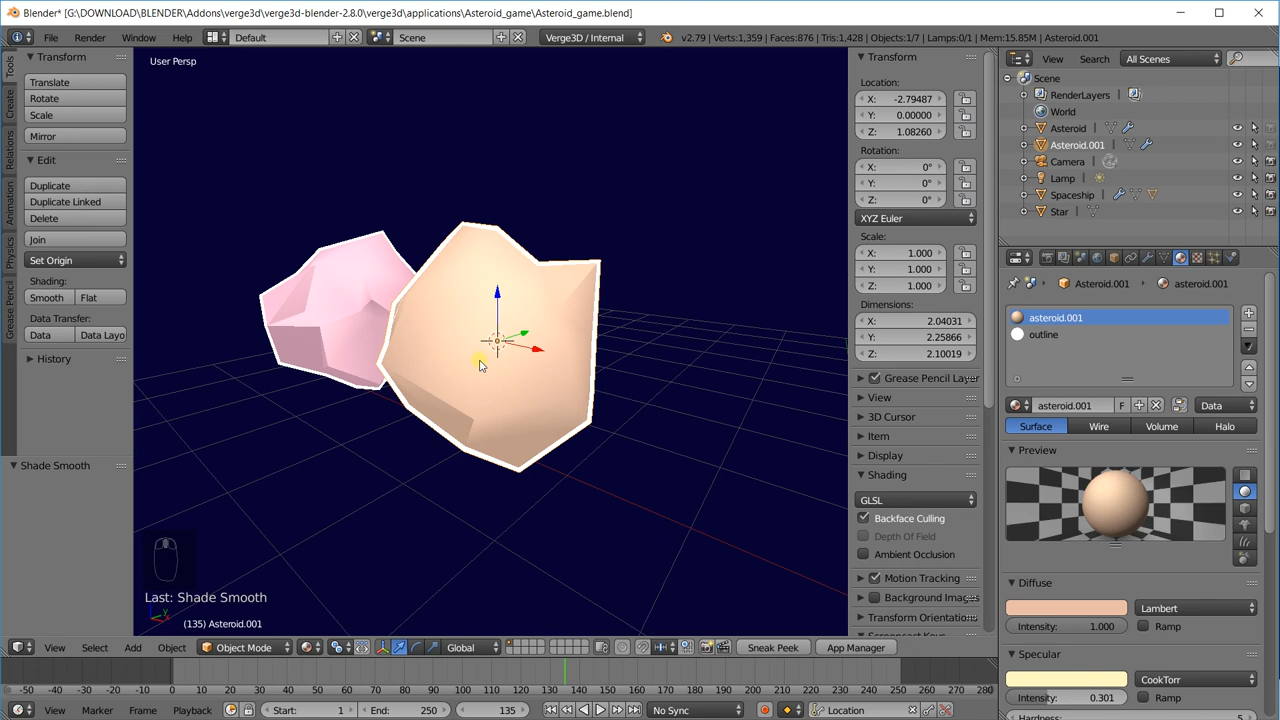 Blender* [G:\DOWNLOAD\BLENDER\Addons\verge3d\verge3d-blender-2.8.0\verge3d\applications\Asteroid_game\Asteroid_game.blend]
File Render Window Help Default Scene Verge3D / Internal v2.79 | Verts:1,359 | Faces:876 | Tris:1,428 | Objects:1/7 | Lamps:0/1 | Mem:15.85M | Asteroid.001
Tools
Create
Relations
Animation
Physics
Grease Pencil
Transform
Translate
Rotate
Scale
Mirror
Edit
Duplicate
Duplicate Linked
Delete
Join
Set Origin
Shading:
Smooth Flat
Data Transfer:
Data Data Layo
History
Shade Smooth
User Persp
Last: Shade Smooth
(135) Asteroid.001
Transform
Location:
X: -2.79487
Y: 0.00000
Z: 1.08260
Rotation:
X: 0°
Y: 0°
Z: 0°
XYZ Euler
Scale:
X: 1.000
Y: 1.000
Z: 1.000
Dimensions:
X: 2.04031
Y: 2.25866
Z: 2.10019
Grease Pencil Layer
View
3D Cursor
Item
Display
Shading
GLSL
Backface Culling
Depth Of Field
Ambient Occlusion
Motion Tracking
Background Images
Transform Orientatio
View Search All Scenes
Scene
RenderLayers
World
Asteroid
Asteroid.001
Camera
Lamp
Spaceship
Star
Asteroid.001 asteroid.001
asteroid.001
outline
asteroid.001 F Data
Surface Wire Volume Halo
Preview
Diffuse
Lambert
Intensity: 1.000 Ramp
Specular
CookTorr
Intensity: 0.301 Ramp
View Select Add Object Object Mode Global Sneak Peek App Manager
-50 -40 -30 -20 -10 0 10 20 30 40 50 60 70 80 90 100 110 120 130 140 150 160 170 180 190 200 210 220 230 240 250 260 270 280
View Marker Frame Playback Start: 1 End: 250 135 No Sync Location